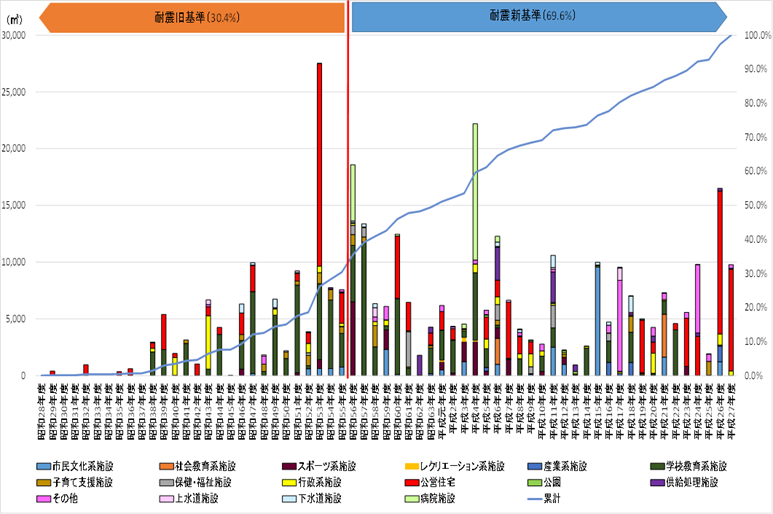 耐震旧基準(30.4%)
耐震新基準(69.6%)
(㎡)
30,000
25,000
20,000
15,000
10,000
5,000
0
100.0%
90.0%
80.0%
70.0%
60.0%
50.0%
40.0%
30.0%
20.0%
10.0%
0.0%
昭和28年度
昭和29年度
昭和30年度
昭和31年度
昭和32年度
昭和33年度
昭和34年度
昭和35年度
昭和36年度
昭和37年度
昭和38年度
昭和39年度
昭和40年度
昭和41年度
昭和43年度
昭和44年度
昭和45年度
昭和46年度
昭和47年度
昭和48年度
昭和49年度
昭和50年度
昭和51年度
昭和52年度
昭和53年度
昭和54年度
昭和55年度
昭和56年度
昭和57年度
昭和58年度
昭和59年度
昭和60年度
昭和61年度
昭和62年度
昭和63年度
平成元年度
平成2年度
平成3年度
平成4年度
平成5年度
平成6年度
平成7年度
平成8年度
平成9年度
平成10年度
平成11年度
平成12年度
平成13年度
平成14年度
平成15年度
平成16年度
平成17年度
平成18年度
平成19年度
平成20年度
平成21年度
平成22年度
平成23年度
平成24年度
平成25年度
平成26年度
平成27年度
市民文化系施設
社会教育系施設
スポーツ系施設
レクリエーション系施設
産業系施設
学校教育系施設
子育て支援施設
保健・福祉施設
行政系施設
公営住宅
公園
供給処理施設
その他
上水道施設
下水道施設
病院施設
累計